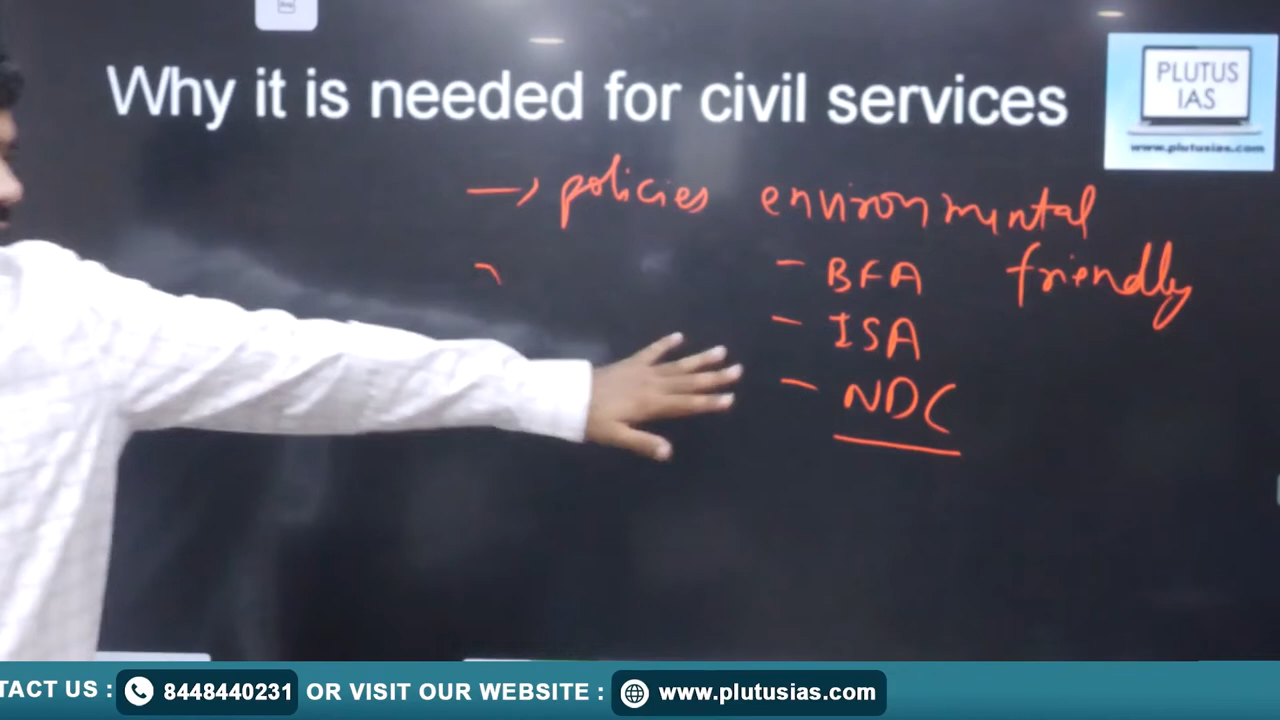 Why it is needed for civil services
PLUTUS
IAS
www.plutusias.com
→ policies environmental
friendly
- BFA
- ISA
- NDC
TACT US : 8448440231 OR VISIT OUR WEBSITE : www.plutusias.com